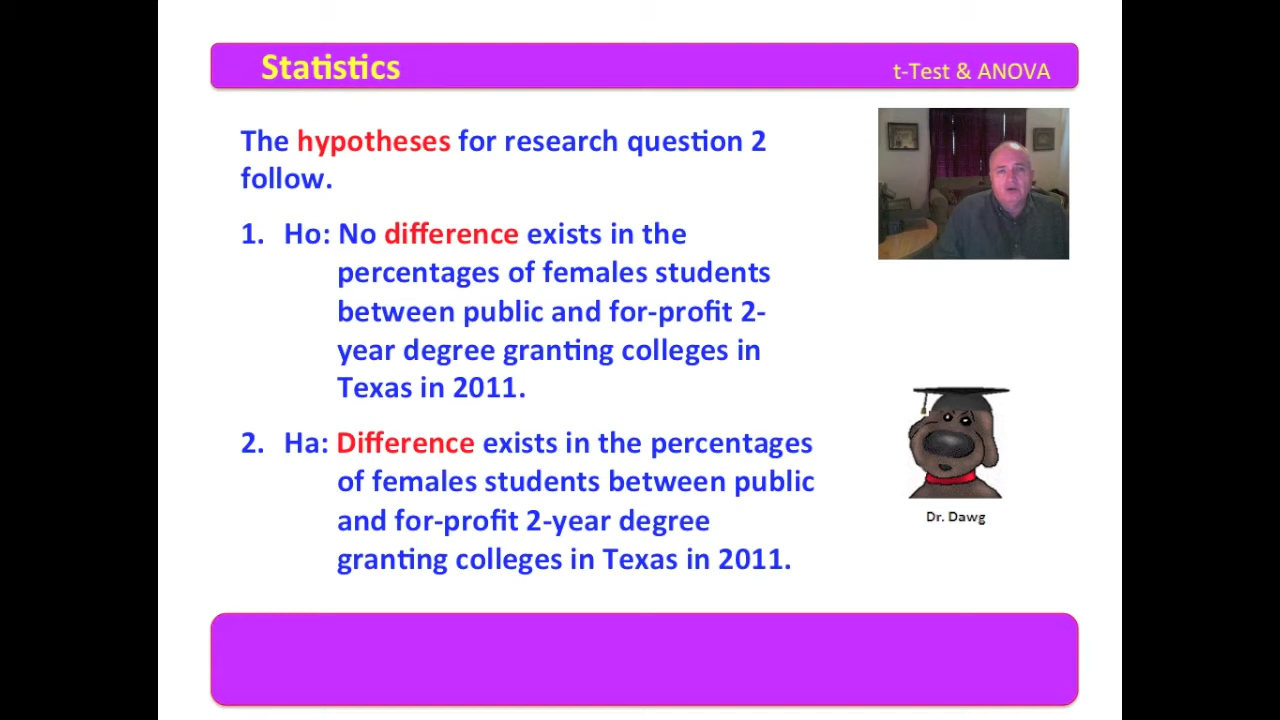 Statistics
t-Test & ANOVA
The hypotheses for research question 2
follow.
1. Ho: No difference exists in the
percentages of females students
between public and for-profit 2-
year degree granting colleges in
Texas in 2011.
2. Ha: Difference exists in the percentages
of females students between public
and for-profit 2-year degree
granting colleges in Texas in 2011.
Dr. Dawg